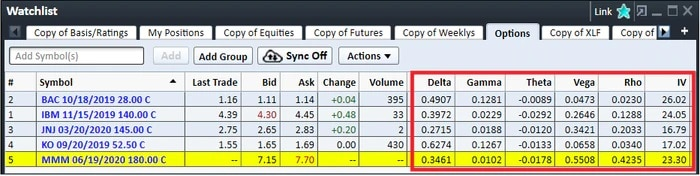 Watchlist Link
Copy of Basis/Ratings My Positions Copy of Equities Copy of Futures Copy of Weeklys Options Copy of XLF Copy of +
Add Symbol(s) Add Add Group Sync Off Actions
# Symbol Last Trade Bid Ask Change Volume Delta Gamma Theta Vega Rho IV
2 BAC 10/18/2019 28.00 C 1.16 1.11 1.14 +0.04 395 0.4907 0.1281 -0.0089 0.0473 0.0230 26.02
1 IBM 11/15/2019 140.00 C 4.39 4.30 4.45 +0.48 33 0.3972 0.0229 -0.0292 0.2646 0.1288 24.05
3 JNJ 03/20/2020 145.00 C 2.75 2.65 2.83 +0.20 2 0.2715 0.0188 -0.0120 0.3421 0.2033 16.79
4 KO 09/20/2019 52.50 C 1.55 1.65 1.69 0.00 430 0.6274 0.1267 -0.0133 0.0658 0.0340 17.02
5 MMM 06/19/2020 180.00 C -- 7.15 7.70 -- -- 0.3461 0.0102 -0.0178 0.5508 0.4235 23.30